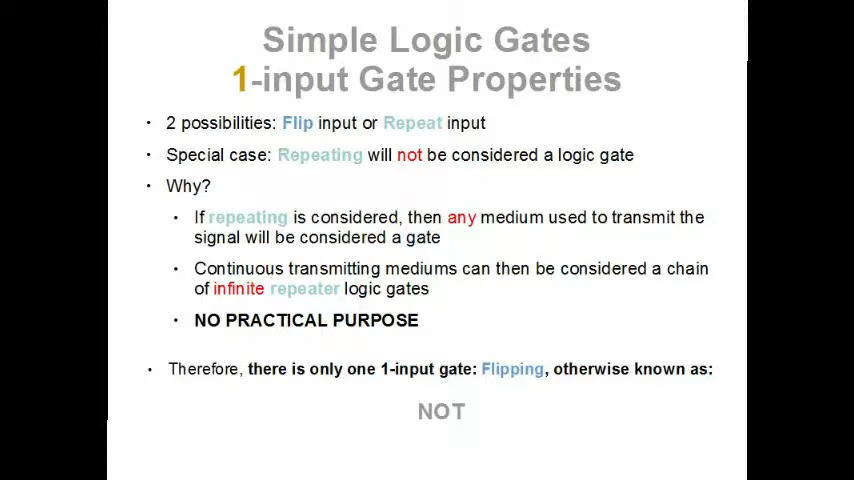 Simple Logic Gates
1-input Gate Properties
• 2 possibilities: Flip input or Repeat input
• Special case: Repeating will not be considered a logic gate
• Why?
• If repeating is considered, then any medium used to transmit the
signal will be considered a gate
• Continuous transmitting mediums can then be considered a chain
of infinite repeater logic gates
• NO PRACTICAL PURPOSE
• Therefore, there is only one 1-input gate: Flipping, otherwise known as:
NOT